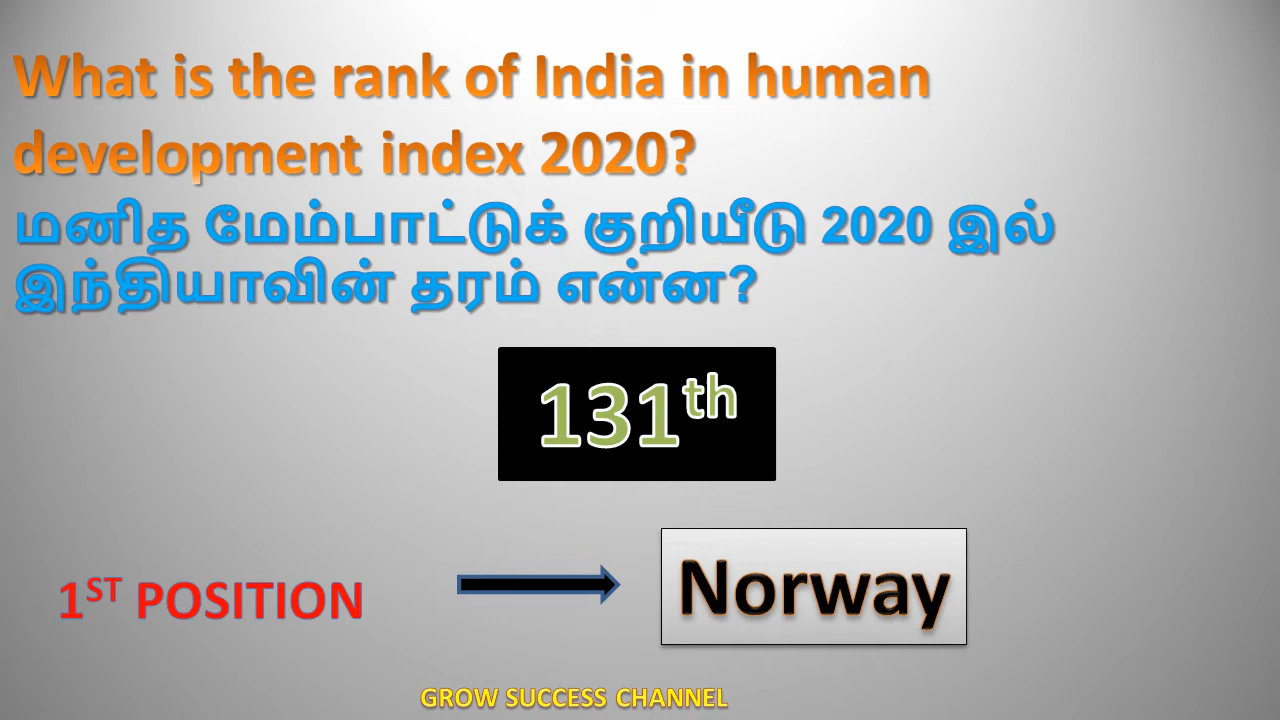 What is the rank of India in human
development index 2020?
மனித மேம்பாட்டுக் குறியீடு 2020 இல்
இந்தியாவின் தரம் என்ன?
131th
1ST POSITION
Norway
GROW SUCCESS CHANNEL